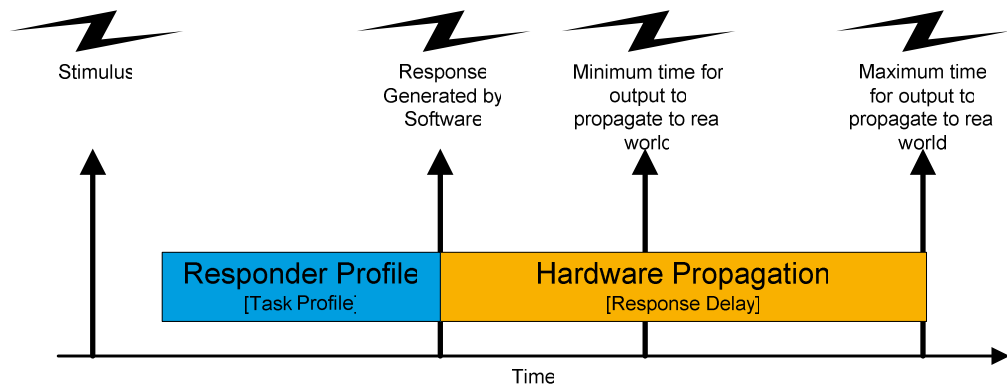 Stimulus
Response
Generated by
Software
Minimum time for
output to
propagate to rea
world
Maximum time
for output to
propagate to rea
world
Responder Profile
[Task Profile]
Hardware Propagation
[Response Delay]
Time